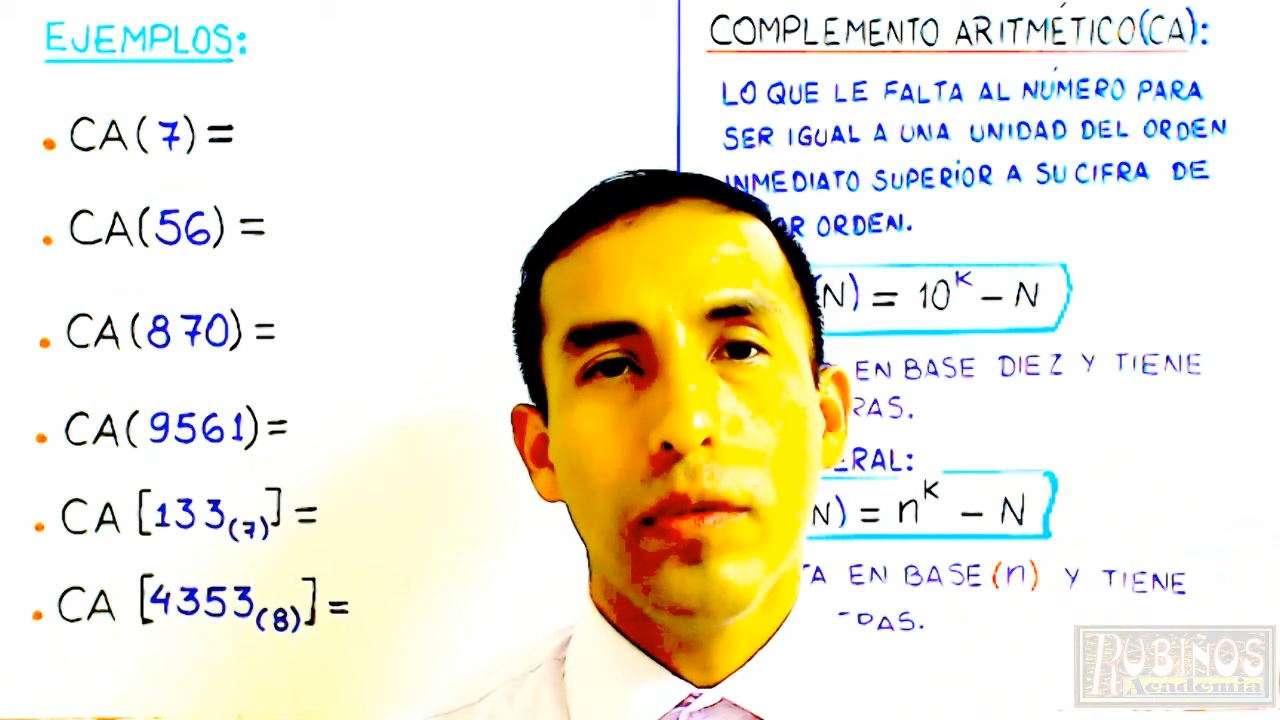 EJEMPLOS:
• CA(7) =
• CA(56) =
• CA(870) =
• CA(9561) =
• CA [133(7)] =
• CA [4353(8)] =
COMPLEMENTO ARITMÉTICO(CA):
LO QUE LE FALTA AL NÚMERO PARA
SER IGUAL A UNA UNIDAD DEL ORDEN
INMEDIATO SUPERIOR A SU CIFRA DE
ORDEN.
(N) = 10^K - N
EN BASE DIEZ Y TIENE
RAS.
ERAL:
N) = n^K - N
TA EN BASE (n) Y TIENE
RUBIÑOS
Academia